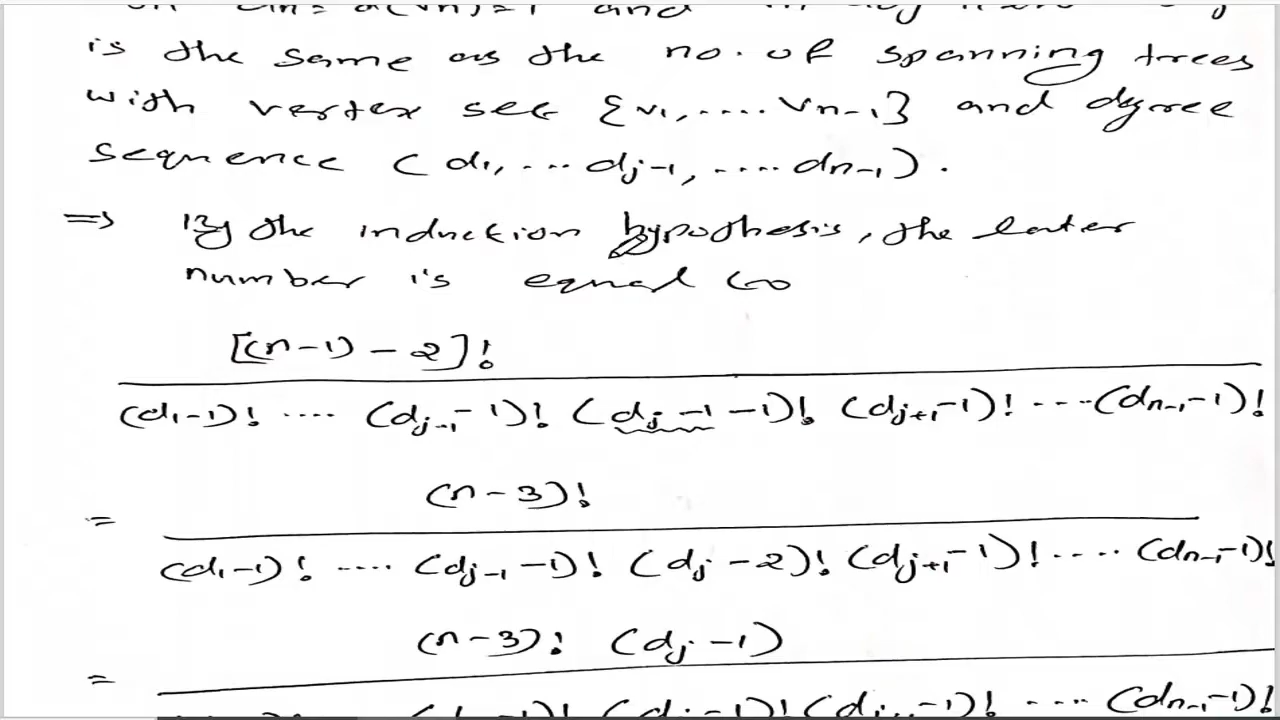 is the same as the no. of spanning trees
with vertex set {v₁,....vₙ₋₁} and degree
sequence (d₁,...dⱼ-1,....dₙ₋₁).
=> By the induction hypothesis, the later
number is equal to
[(n-1) - 2]!
(d₁-1)! .... (dⱼ₋₁-1)! (dⱼ-1-1)! (dⱼ₊₁-1)! ....(dₙ₋₁-1)!
(n-3)!
=
(d₁-1)! .... (dⱼ₋₁-1)! (dⱼ-2)! (dⱼ₊₁-1)! .... (dₙ₋₁-1)!
(n-3)! (dⱼ-1)
=
.... (dₙ₋₁-1)!